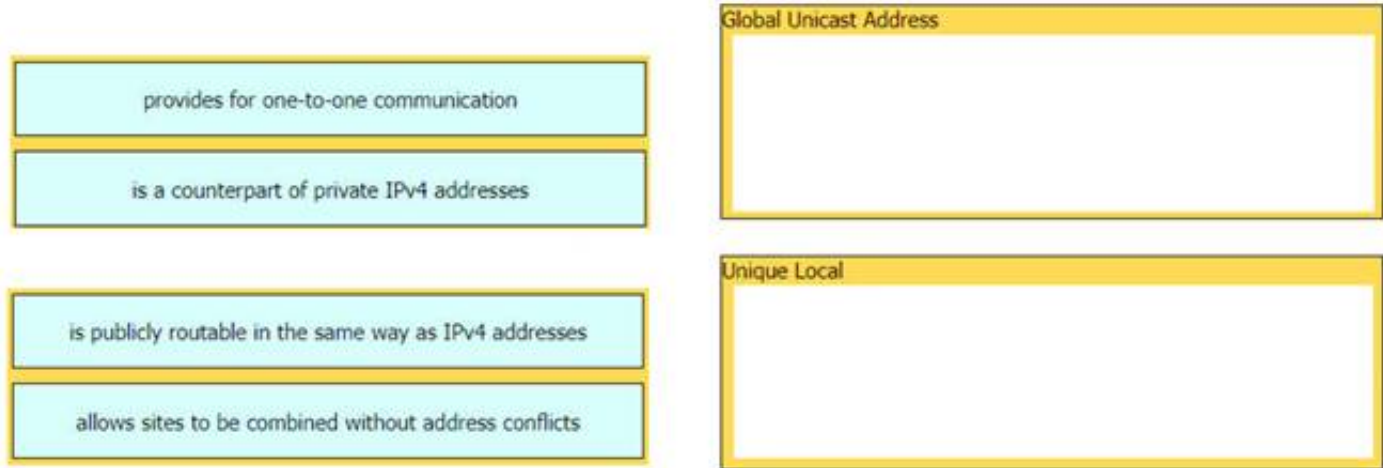 provides for one-to-one communication
is a counterpart of private IPv4 addresses
is publicly routable in the same way as IPv4 addresses
allows sites to be combined without address conflicts
Global Unicast Address
Unique Local